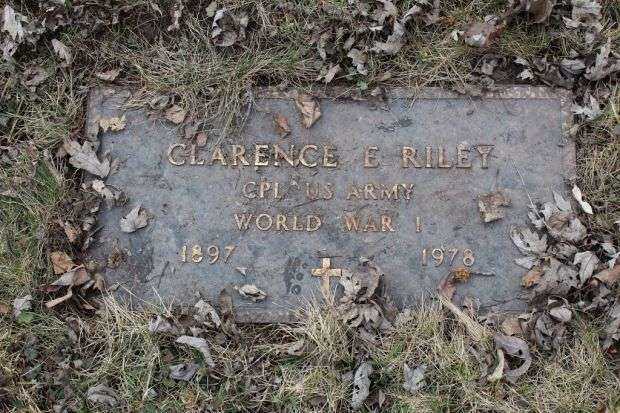 CLARENCE E RILEY
CPL US ARMY
WORLD WAR I
1897 1978